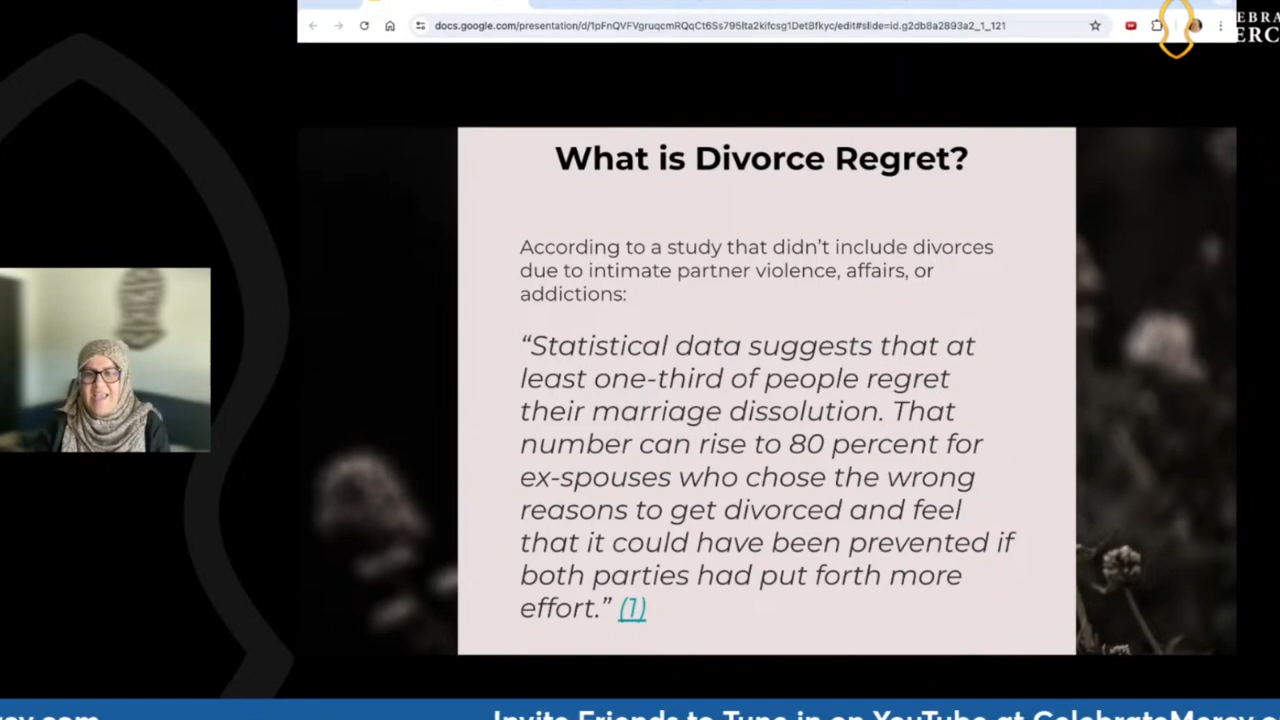 docs.google.com/presentation/d/1pFnQVFVgruqcmRQqCt6Ss795lta2kifcsg1DetBfkyc/edit#slide=id.g2db8a2893a2_1_121
What is Divorce Regret?
According to a study that didn't include divorces
due to intimate partner violence, affairs, or
addictions:
“Statistical data suggests that at
least one-third of people regret
their marriage dissolution. That
number can rise to 80 percent for
ex-spouses who chose the wrong
reasons to get divorced and feel
that it could have been prevented if
both parties had put forth more
effort.” (1)
Invite Friends to Tune in on YouTube at CelebrateMercy